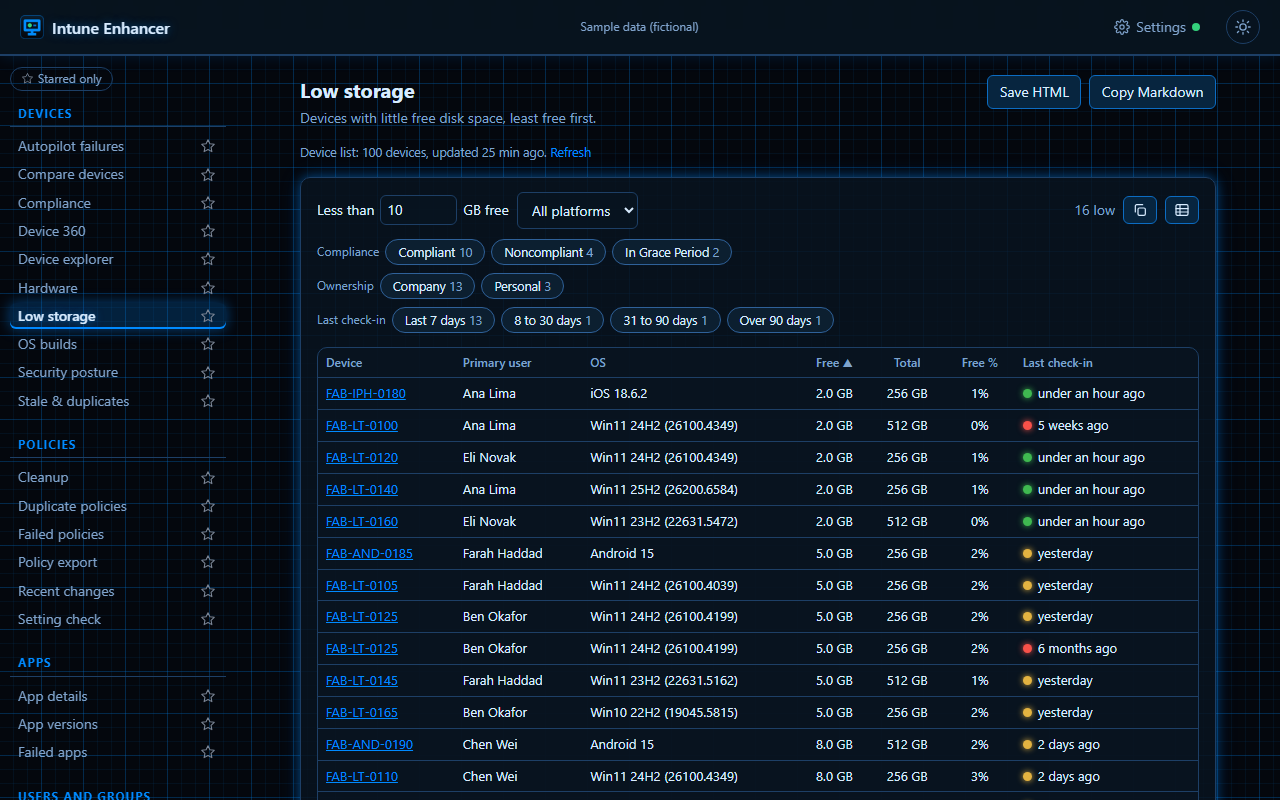 Intune Enhancer
Sample data (fictional)
Settings
Starred only
DEVICES
Autopilot failures
Compare devices
Compliance
Device 360
Device explorer
Hardware
Low storage
OS builds
Security posture
Stale & duplicates
POLICIES
Cleanup
Duplicate policies
Failed policies
Policy export
Recent changes
Setting check
APPS
App details
App versions
Failed apps
USERS AND GROUPS
Low storage
Save HTML
Copy Markdown
Devices with little free disk space, least free first.
Device list: 100 devices, updated 25 min ago. Refresh
Less than 10 GB free All platforms 16 low
Compliance Compliant 10 Noncompliant 4 In Grace Period 2
Ownership Company 13 Personal 3
Last check-in Last 7 days 13 8 to 30 days 1 31 to 90 days 1 Over 90 days 1
Device Primary user OS Free ▲ Total Free % Last check-in
FAB-IPH-0180 Ana Lima iOS 18.6.2 2.0 GB 256 GB 1% under an hour ago
FAB-LT-0100 Ana Lima Win11 24H2 (26100.4349) 2.0 GB 512 GB 0% 5 weeks ago
FAB-LT-0120 Eli Novak Win11 24H2 (26100.4349) 2.0 GB 256 GB 1% under an hour ago
FAB-LT-0140 Ana Lima Win11 25H2 (26200.6584) 2.0 GB 256 GB 1% under an hour ago
FAB-LT-0160 Eli Novak Win11 23H2 (22631.5472) 2.0 GB 512 GB 0% under an hour ago
FAB-AND-0185 Farah Haddad Android 15 5.0 GB 256 GB 2% yesterday
FAB-LT-0105 Farah Haddad Win11 24H2 (26100.4039) 5.0 GB 256 GB 2% yesterday
FAB-LT-0125 Ben Okafor Win11 24H2 (26100.4199) 5.0 GB 256 GB 2% yesterday
FAB-LT-0125 Ben Okafor Win11 24H2 (26100.4199) 5.0 GB 256 GB 2% 6 months ago
FAB-LT-0145 Farah Haddad Win11 23H2 (22631.5162) 5.0 GB 512 GB 1% yesterday
FAB-LT-0165 Ben Okafor Win10 22H2 (19045.5815) 5.0 GB 256 GB 2% yesterday
FAB-AND-0190 Chen Wei Android 15 8.0 GB 512 GB 2% 2 days ago
FAB-LT-0110 Chen Wei Win11 24H2 (26100.4349) 8.0 GB 256 GB 3% 2 days ago